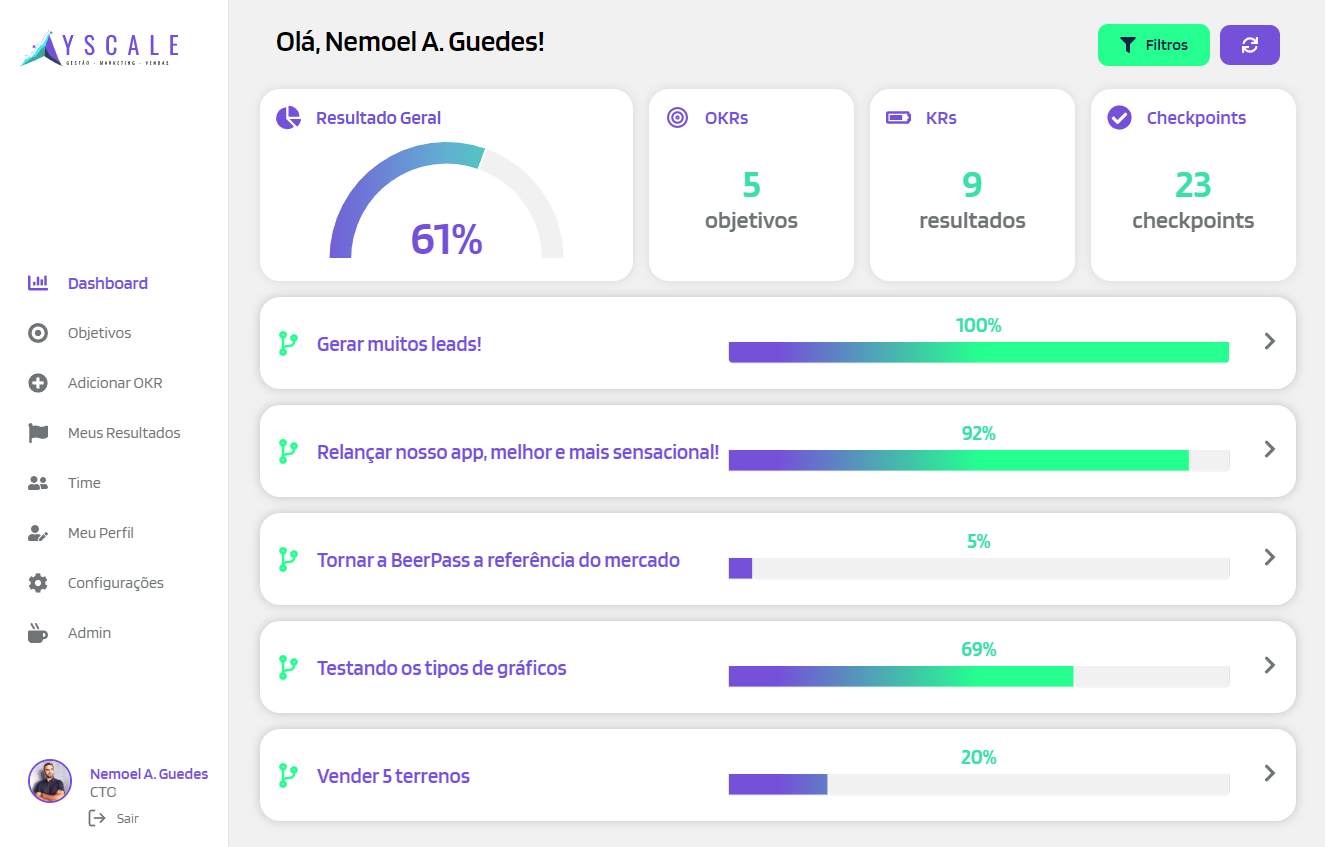 YSCALE
GESTÃO - MARKETING - VENDAS
Dashboard
Objetivos
Adicionar OKR
Meus Resultados
Time
Meu Perfil
Configurações
Admin
Nemoel A. Guedes
CTO
Sair
Olá, Nemoel A. Guedes!
Filtros
Resultado Geral
61%
OKRs
5
objetivos
KRs
9
resultados
Checkpoints
23
checkpoints
Gerar muitos leads!
100%
Relançar nosso app, melhor e mais sensacional!
92%
Tornar a BeerPass a referência do mercado
5%
Testando os tipos de gráficos
69%
Vender 5 terrenos
20%